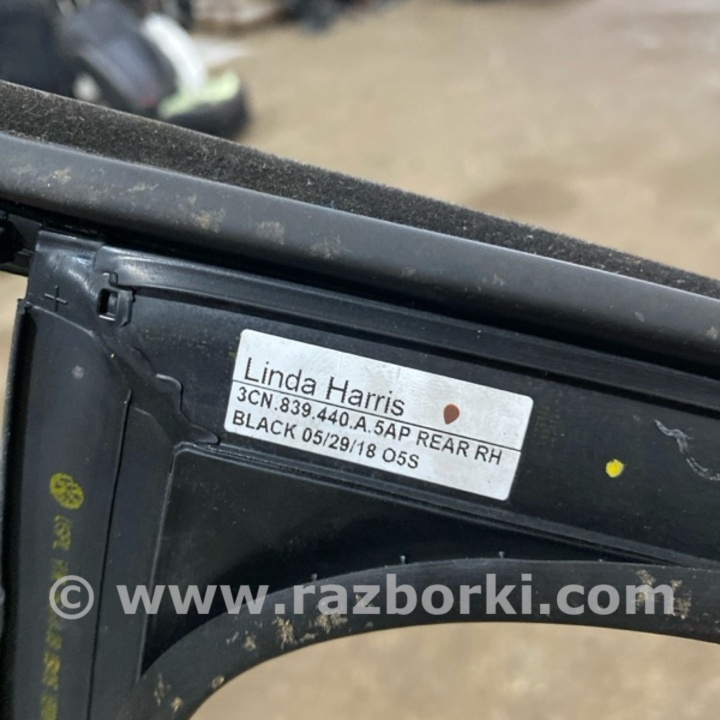 Linda Harris
3CN.839.440.A.5AP REAR RH
BLACK 05/29/18 O5S
© www.razborki.com